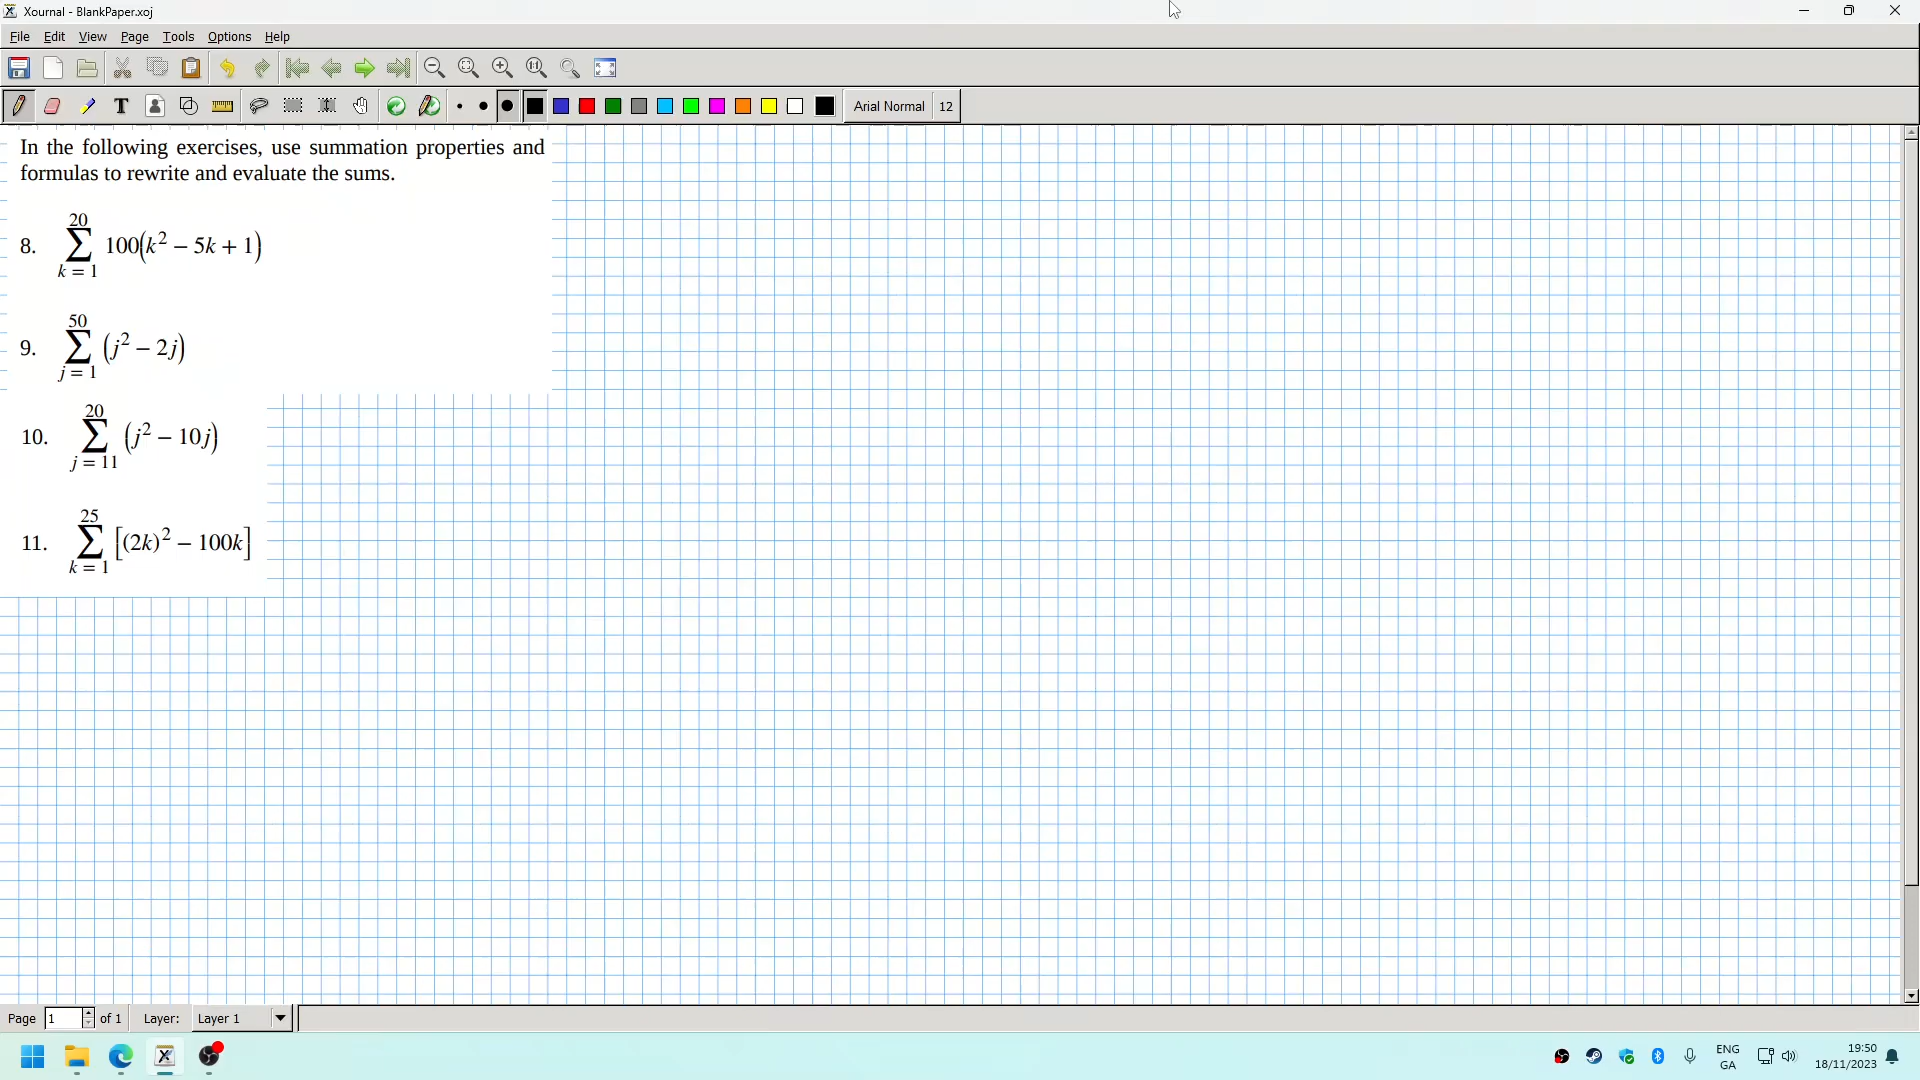 Xournal - BlankPaper.xoj
File Edit View Page Tools Options Help
Arial Normal 12
In the following exercises, use summation properties and
formulas to rewrite and evaluate the sums.
20
8. ∑ 100(k² − 5k + 1)
k = 1
50
9. ∑ (j² − 2j)
j = 1
20
10. ∑ (j² − 10j)
j = 11
25
11. ∑ [(2k)² − 100k]
k = 1
Page 1 of 1 Layer: Layer 1
ENG
GA
19:50
18/11/2023